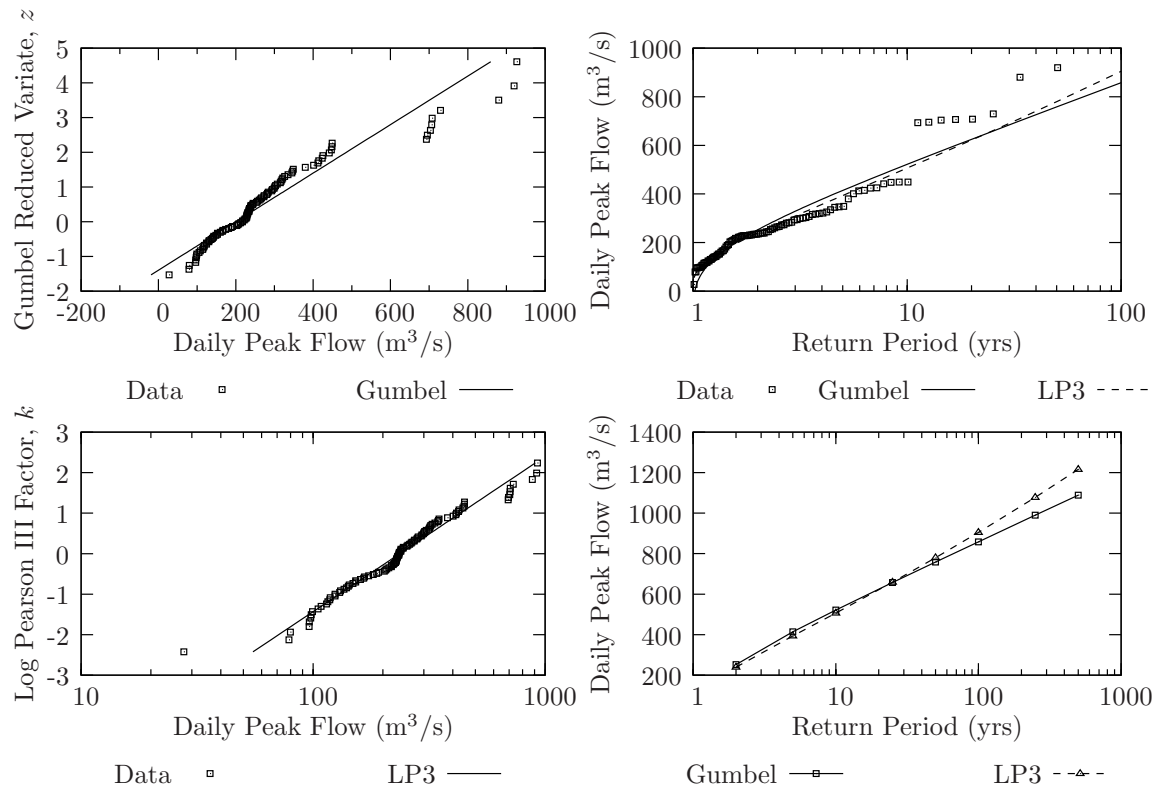 Gumbel Reduced Variate, z
5
4
3
2
1
0
-1
-2
-200 0 200 400 600 800 1000
Daily Peak Flow (m³/s)
Data Gumbel
Daily Peak Flow (m³/s)
1000
800
600
400
200
0
1 10 100
Return Period (yrs)
Data Gumbel LP3
Log Pearson III Factor, k
3
2
1
0
-1
-2
-3
10 100 1000
Daily Peak Flow (m³/s)
Data LP3
Daily Peak Flow (m³/s)
1400
1200
1000
800
600
400
200
1 10 100 1000
Return Period (yrs)
Gumbel LP3